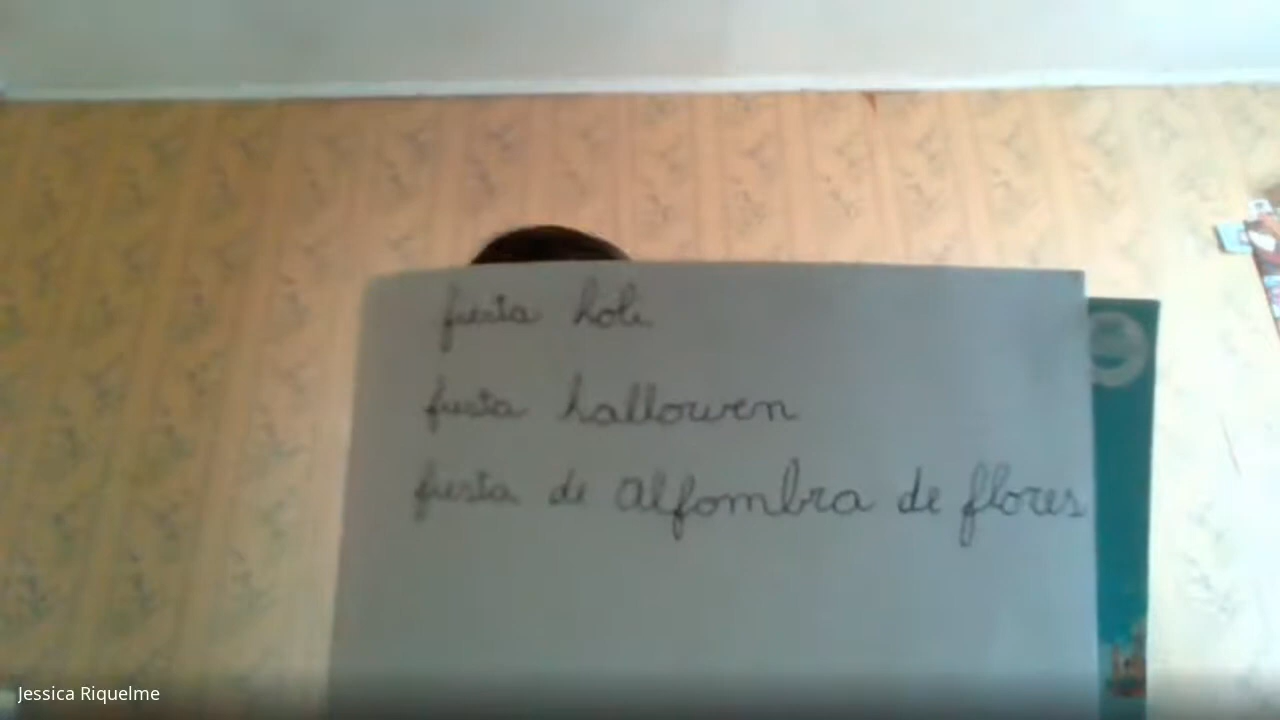 fiesta holi
fiesta hallowen
fiesta de alfombra de flores
Jessica Riquelme